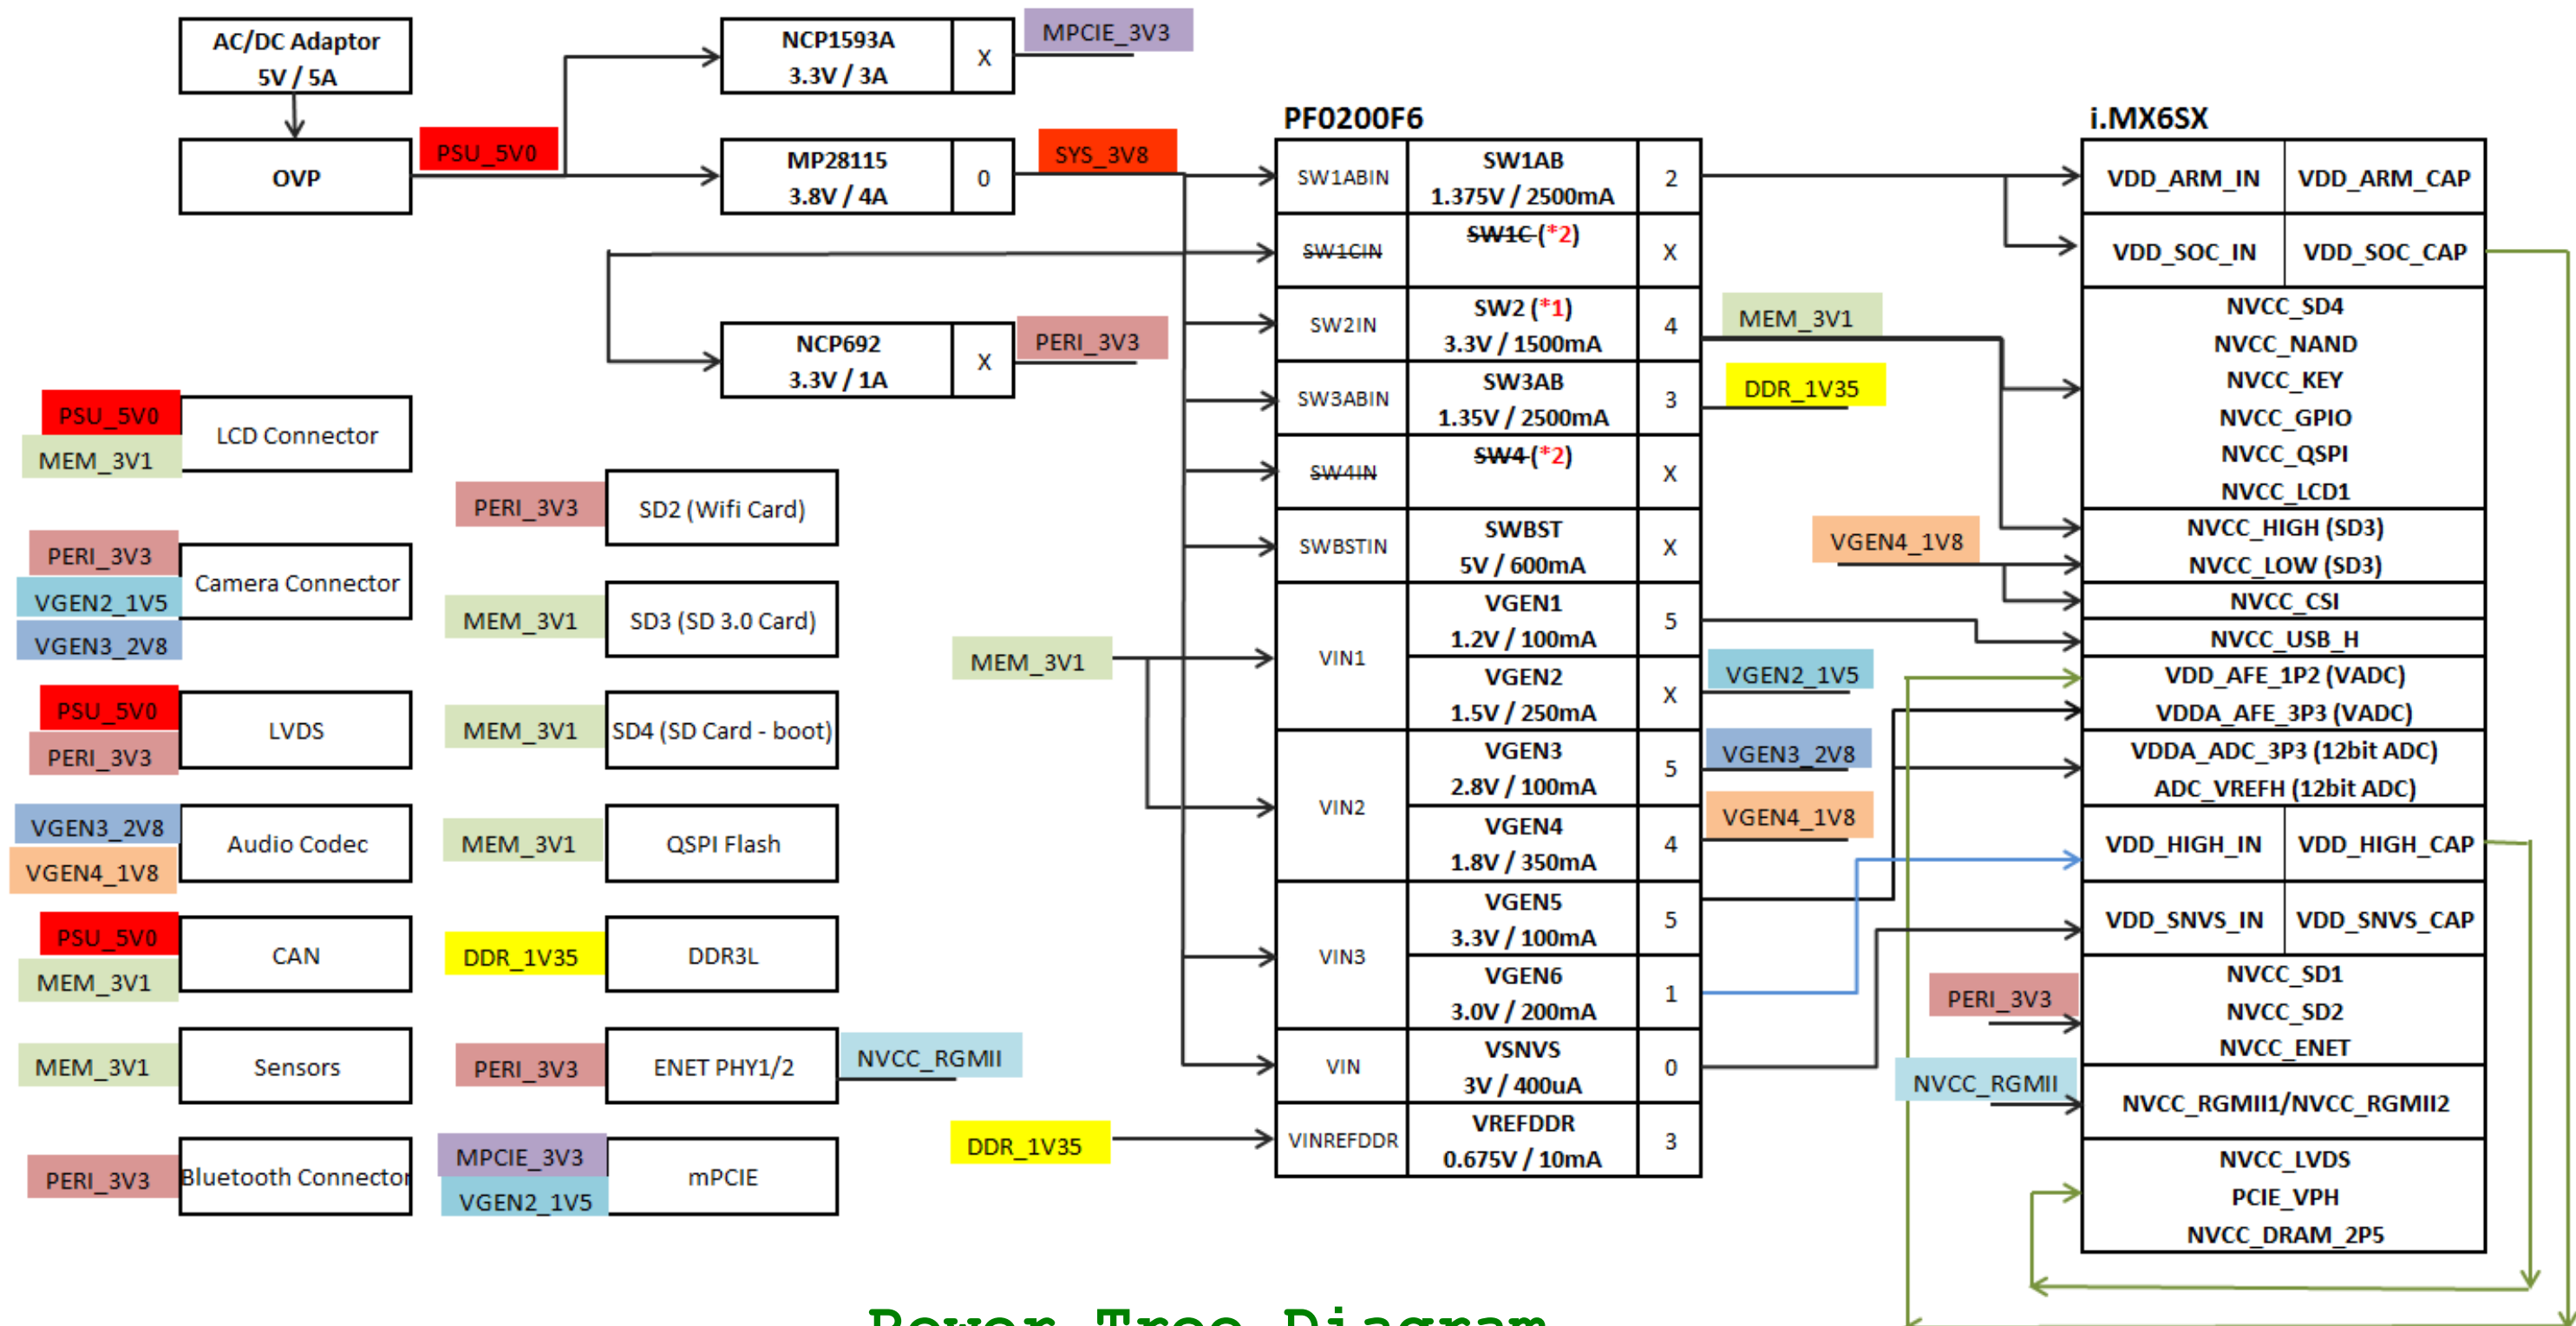 AC/DC Adaptor
5V / 5A
OVP
PSU_5V0
NCP1593A
3.3V / 3A
X
MPCIE_3V3
MP28115
3.8V / 4A
0
SYS_3V8
NCP692
3.3V / 1A
X
PERI_3V3
PSU_5V0
MEM_3V1
LCD Connector
PERI_3V3
VGEN2_1V5
VGEN3_2V8
Camera Connector
PSU_5V0
PERI_3V3
LVDS
VGEN3_2V8
VGEN4_1V8
Audio Codec
PSU_5V0
MEM_3V1
CAN
MEM_3V1
Sensors
PERI_3V3
Bluetooth Connector
PERI_3V3
SD2 (Wifi Card)
MEM_3V1
SD3 (SD 3.0 Card)
MEM_3V1
SD4 (SD Card - boot)
MEM_3V1
QSPI Flash
DDR_1V35
DDR3L
PERI_3V3
ENET PHY1/2
NVCC_RGMII
MPCIE_3V3
VGEN2_1V5
mPCIE
MEM_3V1
DDR_1V35
PF0200F6
SW1ABIN
SW1AB
1.375V / 2500mA
2
SW1CIN
SW1C (*2)
X
SW2IN
SW2 (*1)
3.3V / 1500mA
4
SW3ABIN
SW3AB
1.35V / 2500mA
3
SW4IN
SW4 (*2)
X
SWBSTIN
SWBST
5V / 600mA
X
VIN1
VGEN1
1.2V / 100mA
5
VGEN2
1.5V / 250mA
X
VIN2
VGEN3
2.8V / 100mA
5
VGEN4
1.8V / 350mA
4
VIN3
VGEN5
3.3V / 100mA
5
VGEN6
3.0V / 200mA
1
VIN
VSNVS
3V / 400uA
0
VINREFDDR
VREFDDR
0.675V / 10mA
3
MEM_3V1
DDR_1V35
VGEN4_1V8
VGEN2_1V5
VGEN3_2V8
VGEN4_1V8
PERI_3V3
NVCC_RGMII
i.MX6SX
VDD_ARM_IN
VDD_ARM_CAP
VDD_SOC_IN
VDD_SOC_CAP
NVCC_SD4
NVCC_NAND
NVCC_KEY
NVCC_GPIO
NVCC_QSPI
NVCC_LCD1
NVCC_HIGH (SD3)
NVCC_LOW (SD3)
NVCC_CSI
NVCC_USB_H
VDD_AFE_1P2 (VADC)
VDDA_AFE_3P3 (VADC)
VDDA_ADC_3P3 (12bit ADC)
ADC_VREFH (12bit ADC)
VDD_HIGH_IN
VDD_HIGH_CAP
VDD_SNVS_IN
VDD_SNVS_CAP
NVCC_SD1
NVCC_SD2
NVCC_ENET
NVCC_RGMII1/NVCC_RGMII2
NVCC_LVDS
PCIE_VPH
NVCC_DRAM_2P5
Power Tree Diagram